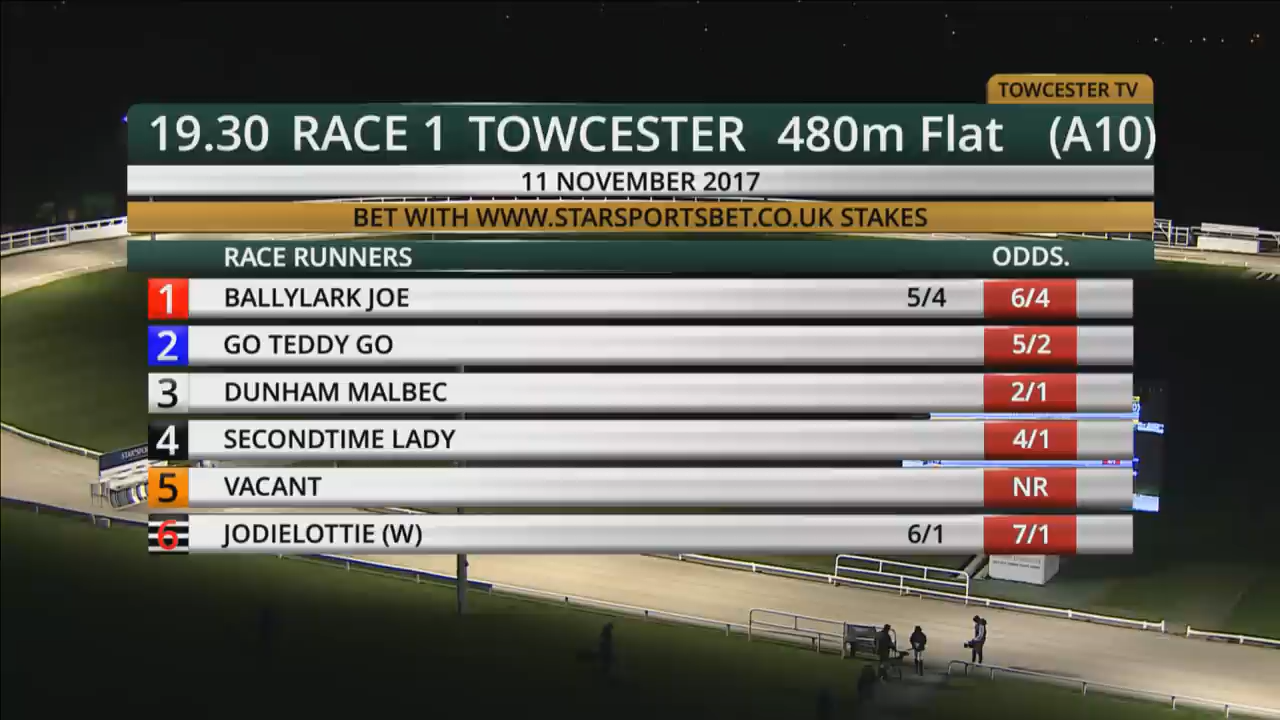 TOWCESTER TV
19.30 RACE 1 TOWCESTER 480m Flat (A10)
11 NOVEMBER 2017
BET WITH WWW.STARSPORTSBET.CO.UK STAKES
RACE RUNNERS ODDS.
1 BALLYLARK JOE 5/4 6/4
2 GO TEDDY GO 5/2
3 DUNHAM MALBEC 2/1
4 SECONDTIME LADY 4/1
5 VACANT NR
6 JODIELOTTIE (W) 6/1 7/1